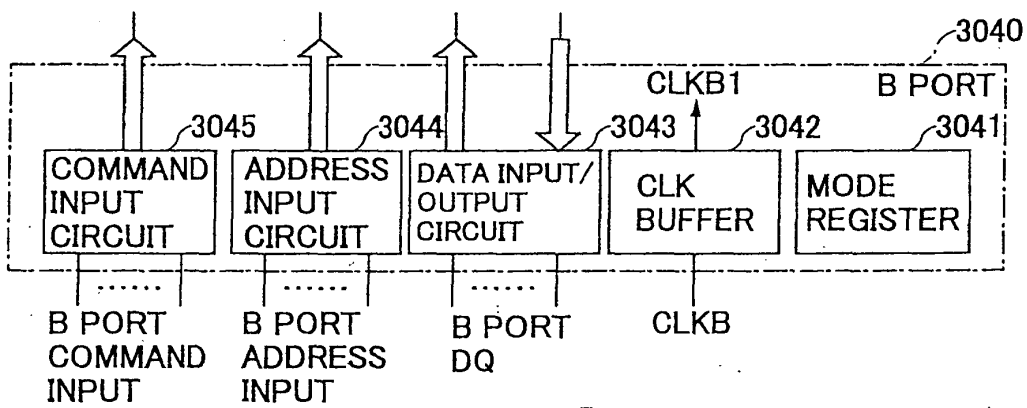 3040
B PORT
CLKB1
3045
3044
3043
3042
3041
COMMAND
INPUT
CIRCUIT
ADDRESS
INPUT
CIRCUIT
DATA INPUT/
OUTPUT
CIRCUIT
CLK
BUFFER
MODE
REGISTER
B PORT
COMMAND
INPUT
B PORT
ADDRESS
INPUT
B PORT
DQ
CLKB